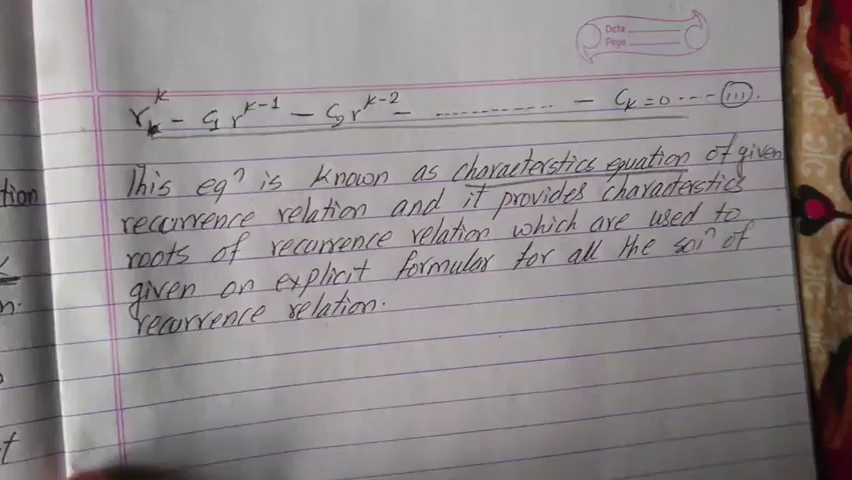 Date
Page
r^k - c₁ r^k-1 - c₂ r^k-2 - ............ - cₖ = 0 --- (iii).
This eqⁿ is known as characterstics equation of given
recurrence relation and it provides characterstics
roots of recurrence relation which are used to
given on explicit formular for all the solⁿ of
recurrence relation.
tion
n.
t